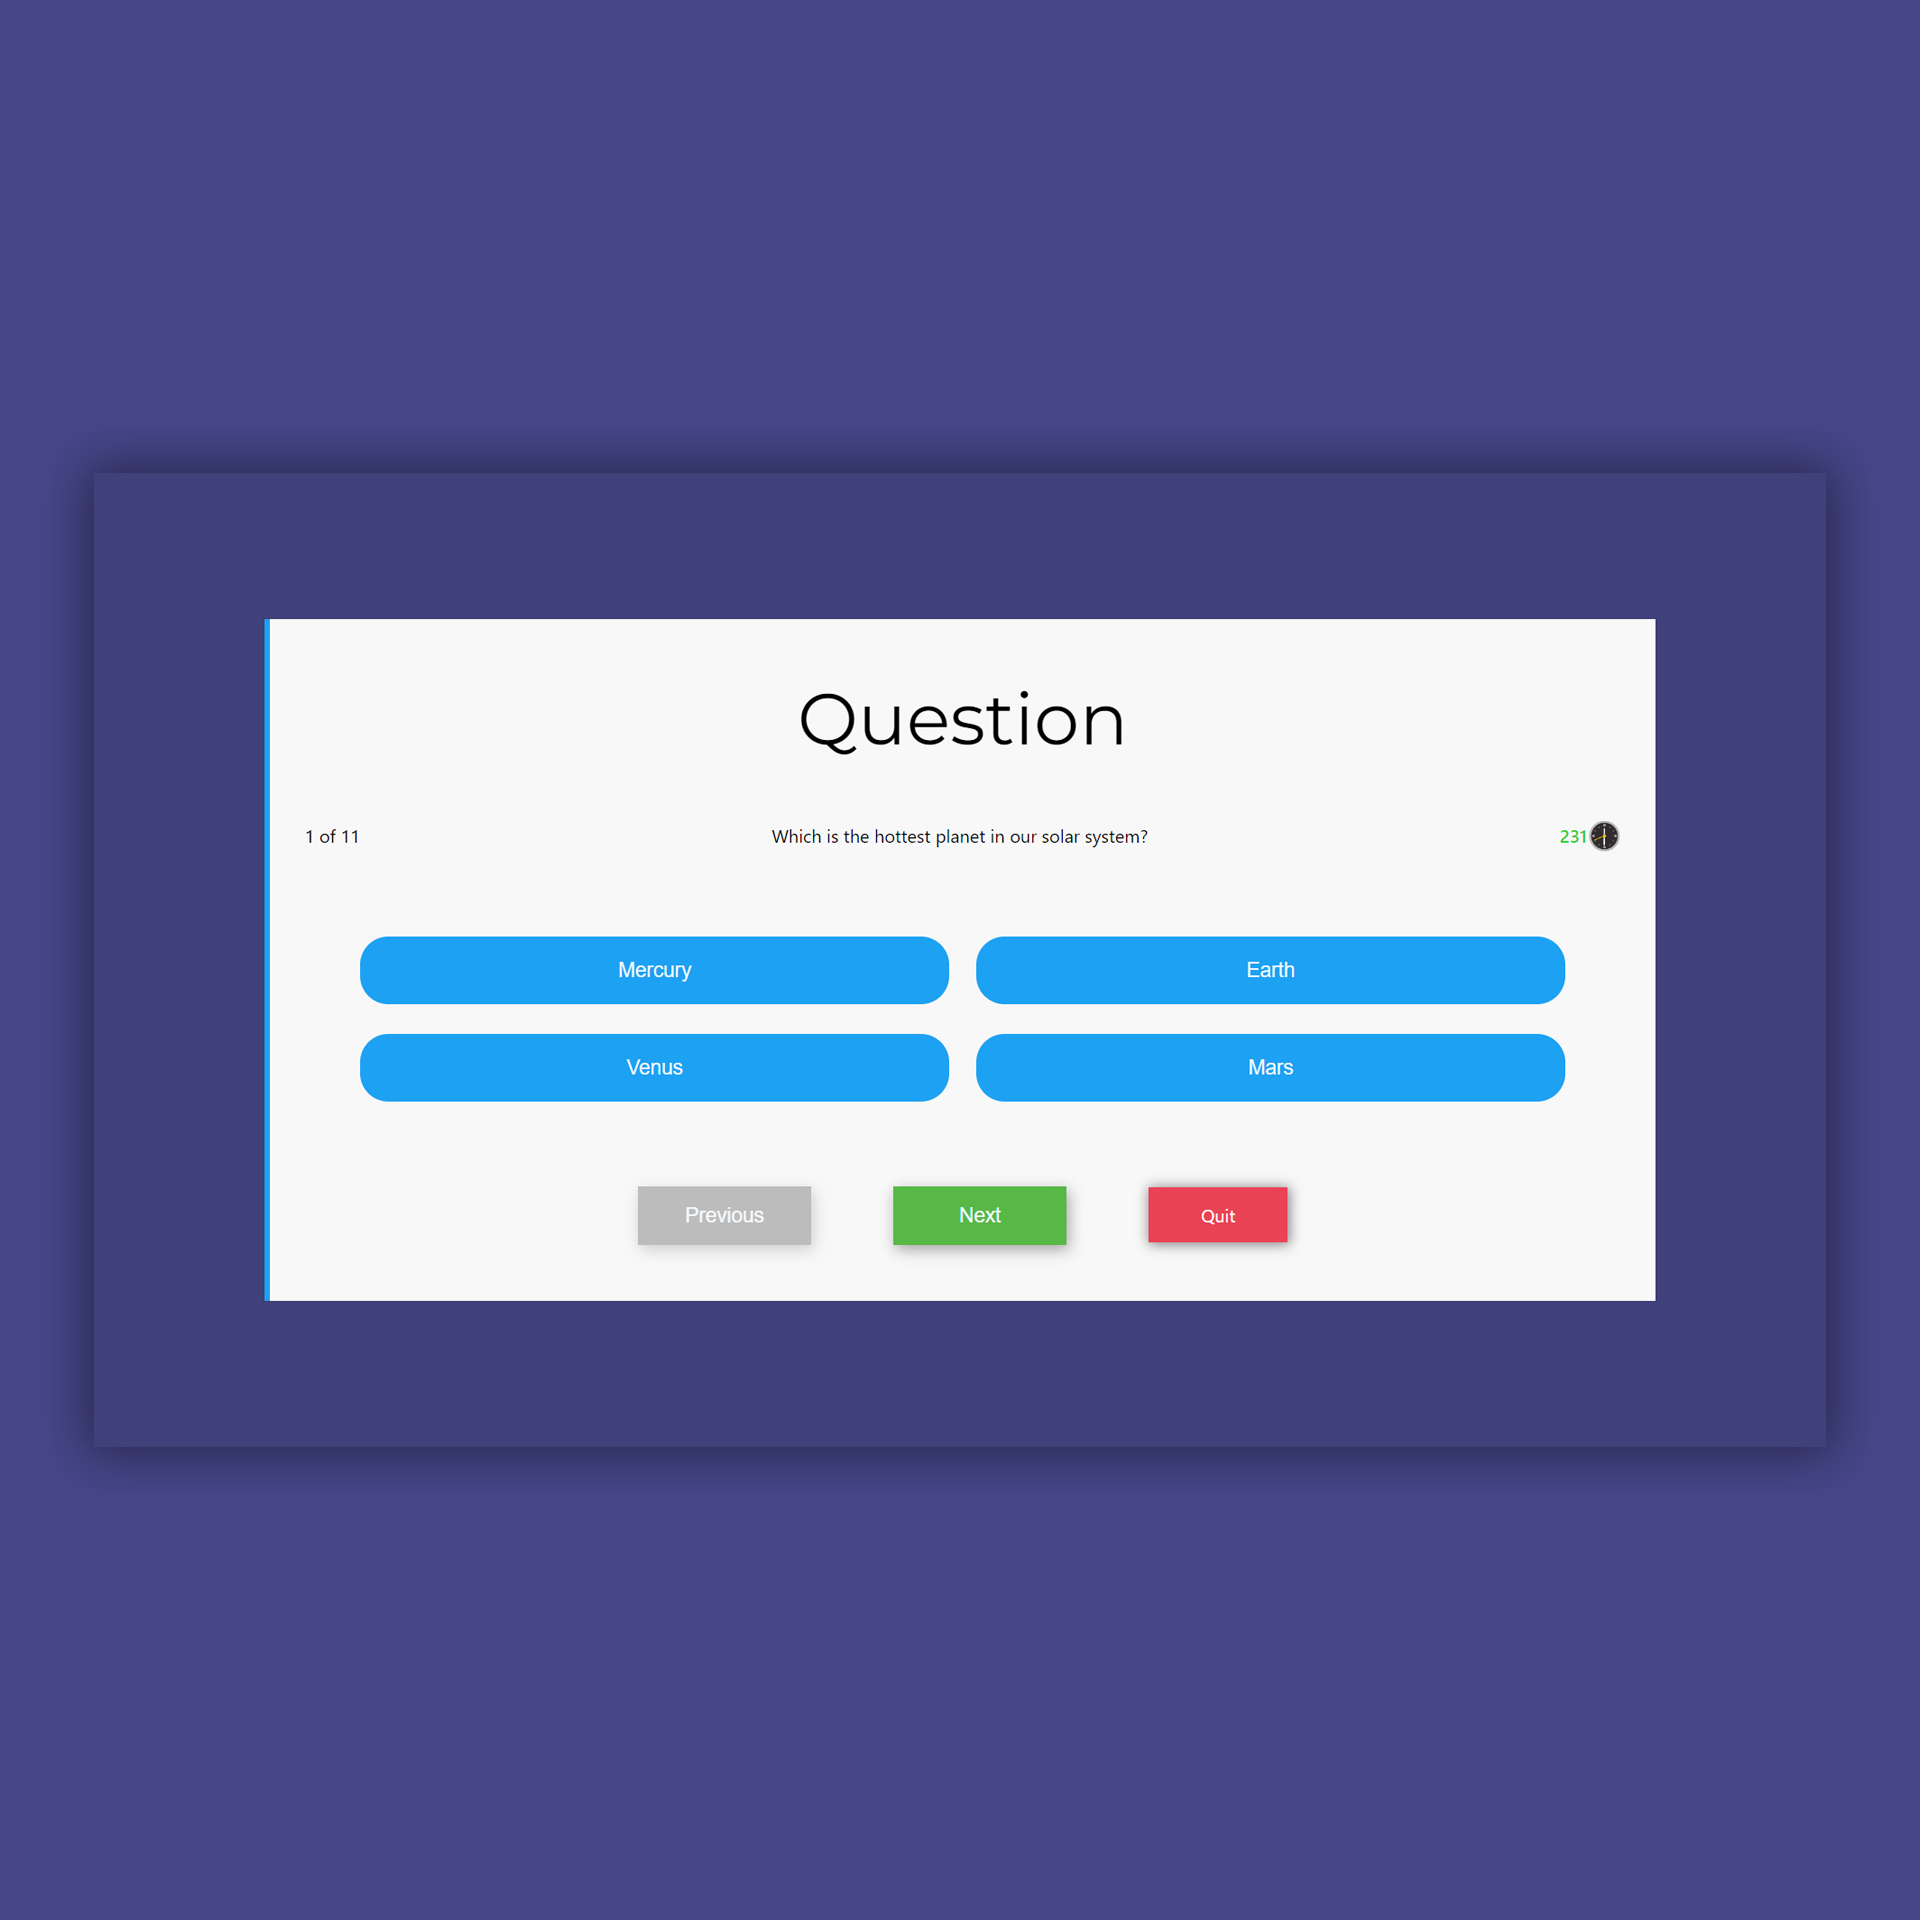 Question
1 of 11
Which is the hottest planet in our solar system?
231
Mercury
Earth
Venus
Mars
Previous
Next
Quit